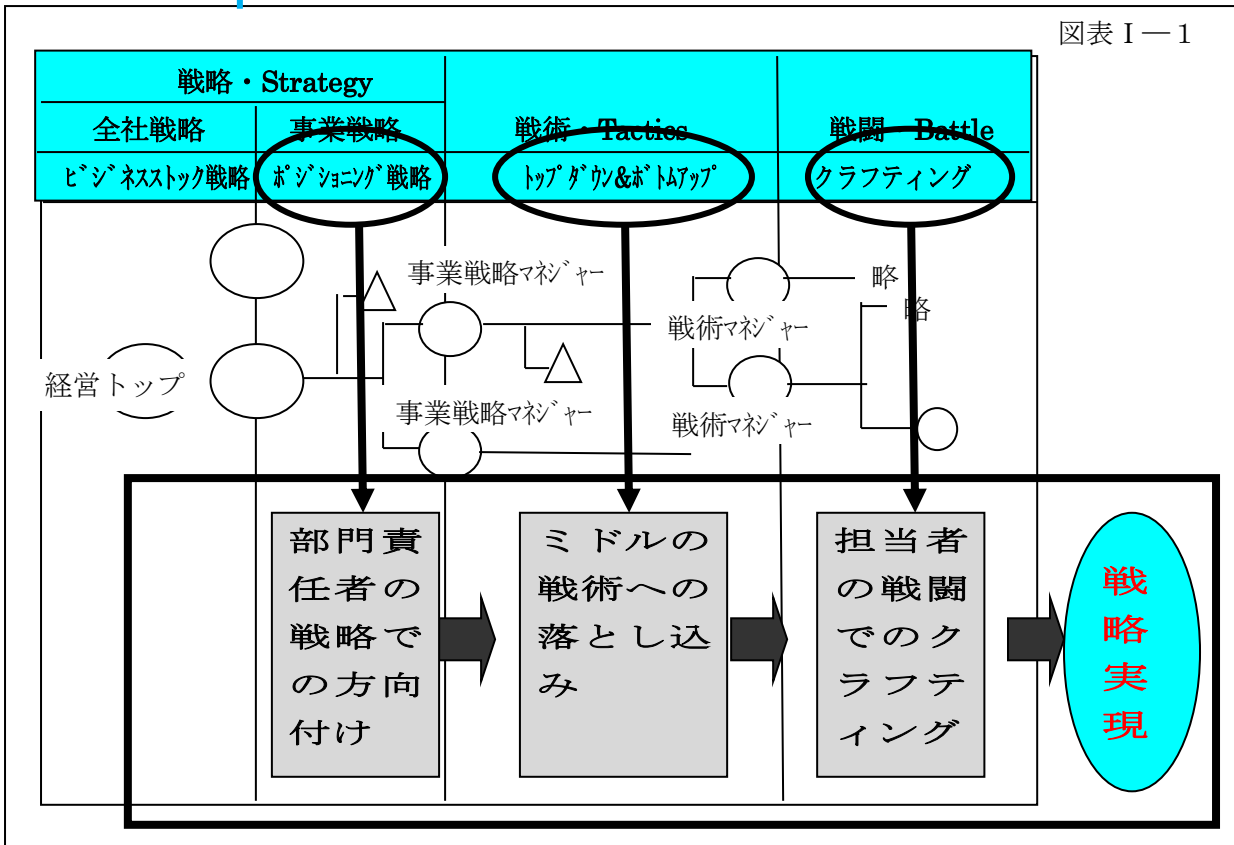 図表Ⅰ―1
戦略・Strategy
全社戦略
事業戦略
戦術・Tactics
戦闘・Battle
ビジネスストック戦略
ポジショニング戦略
トップダウン&ボトムアップ
クラフティング
事業戦略マネジャー
略
略
戦術マネジャー
経営トップ
事業戦略マネジャー
戦術マネジャー
部門責
任者の
戦略で
の方向
付け
ミドルの
戦術への
落とし込
み
担当者
の戦闘
でのク
ラフテ
ィング
戦
略
実
現